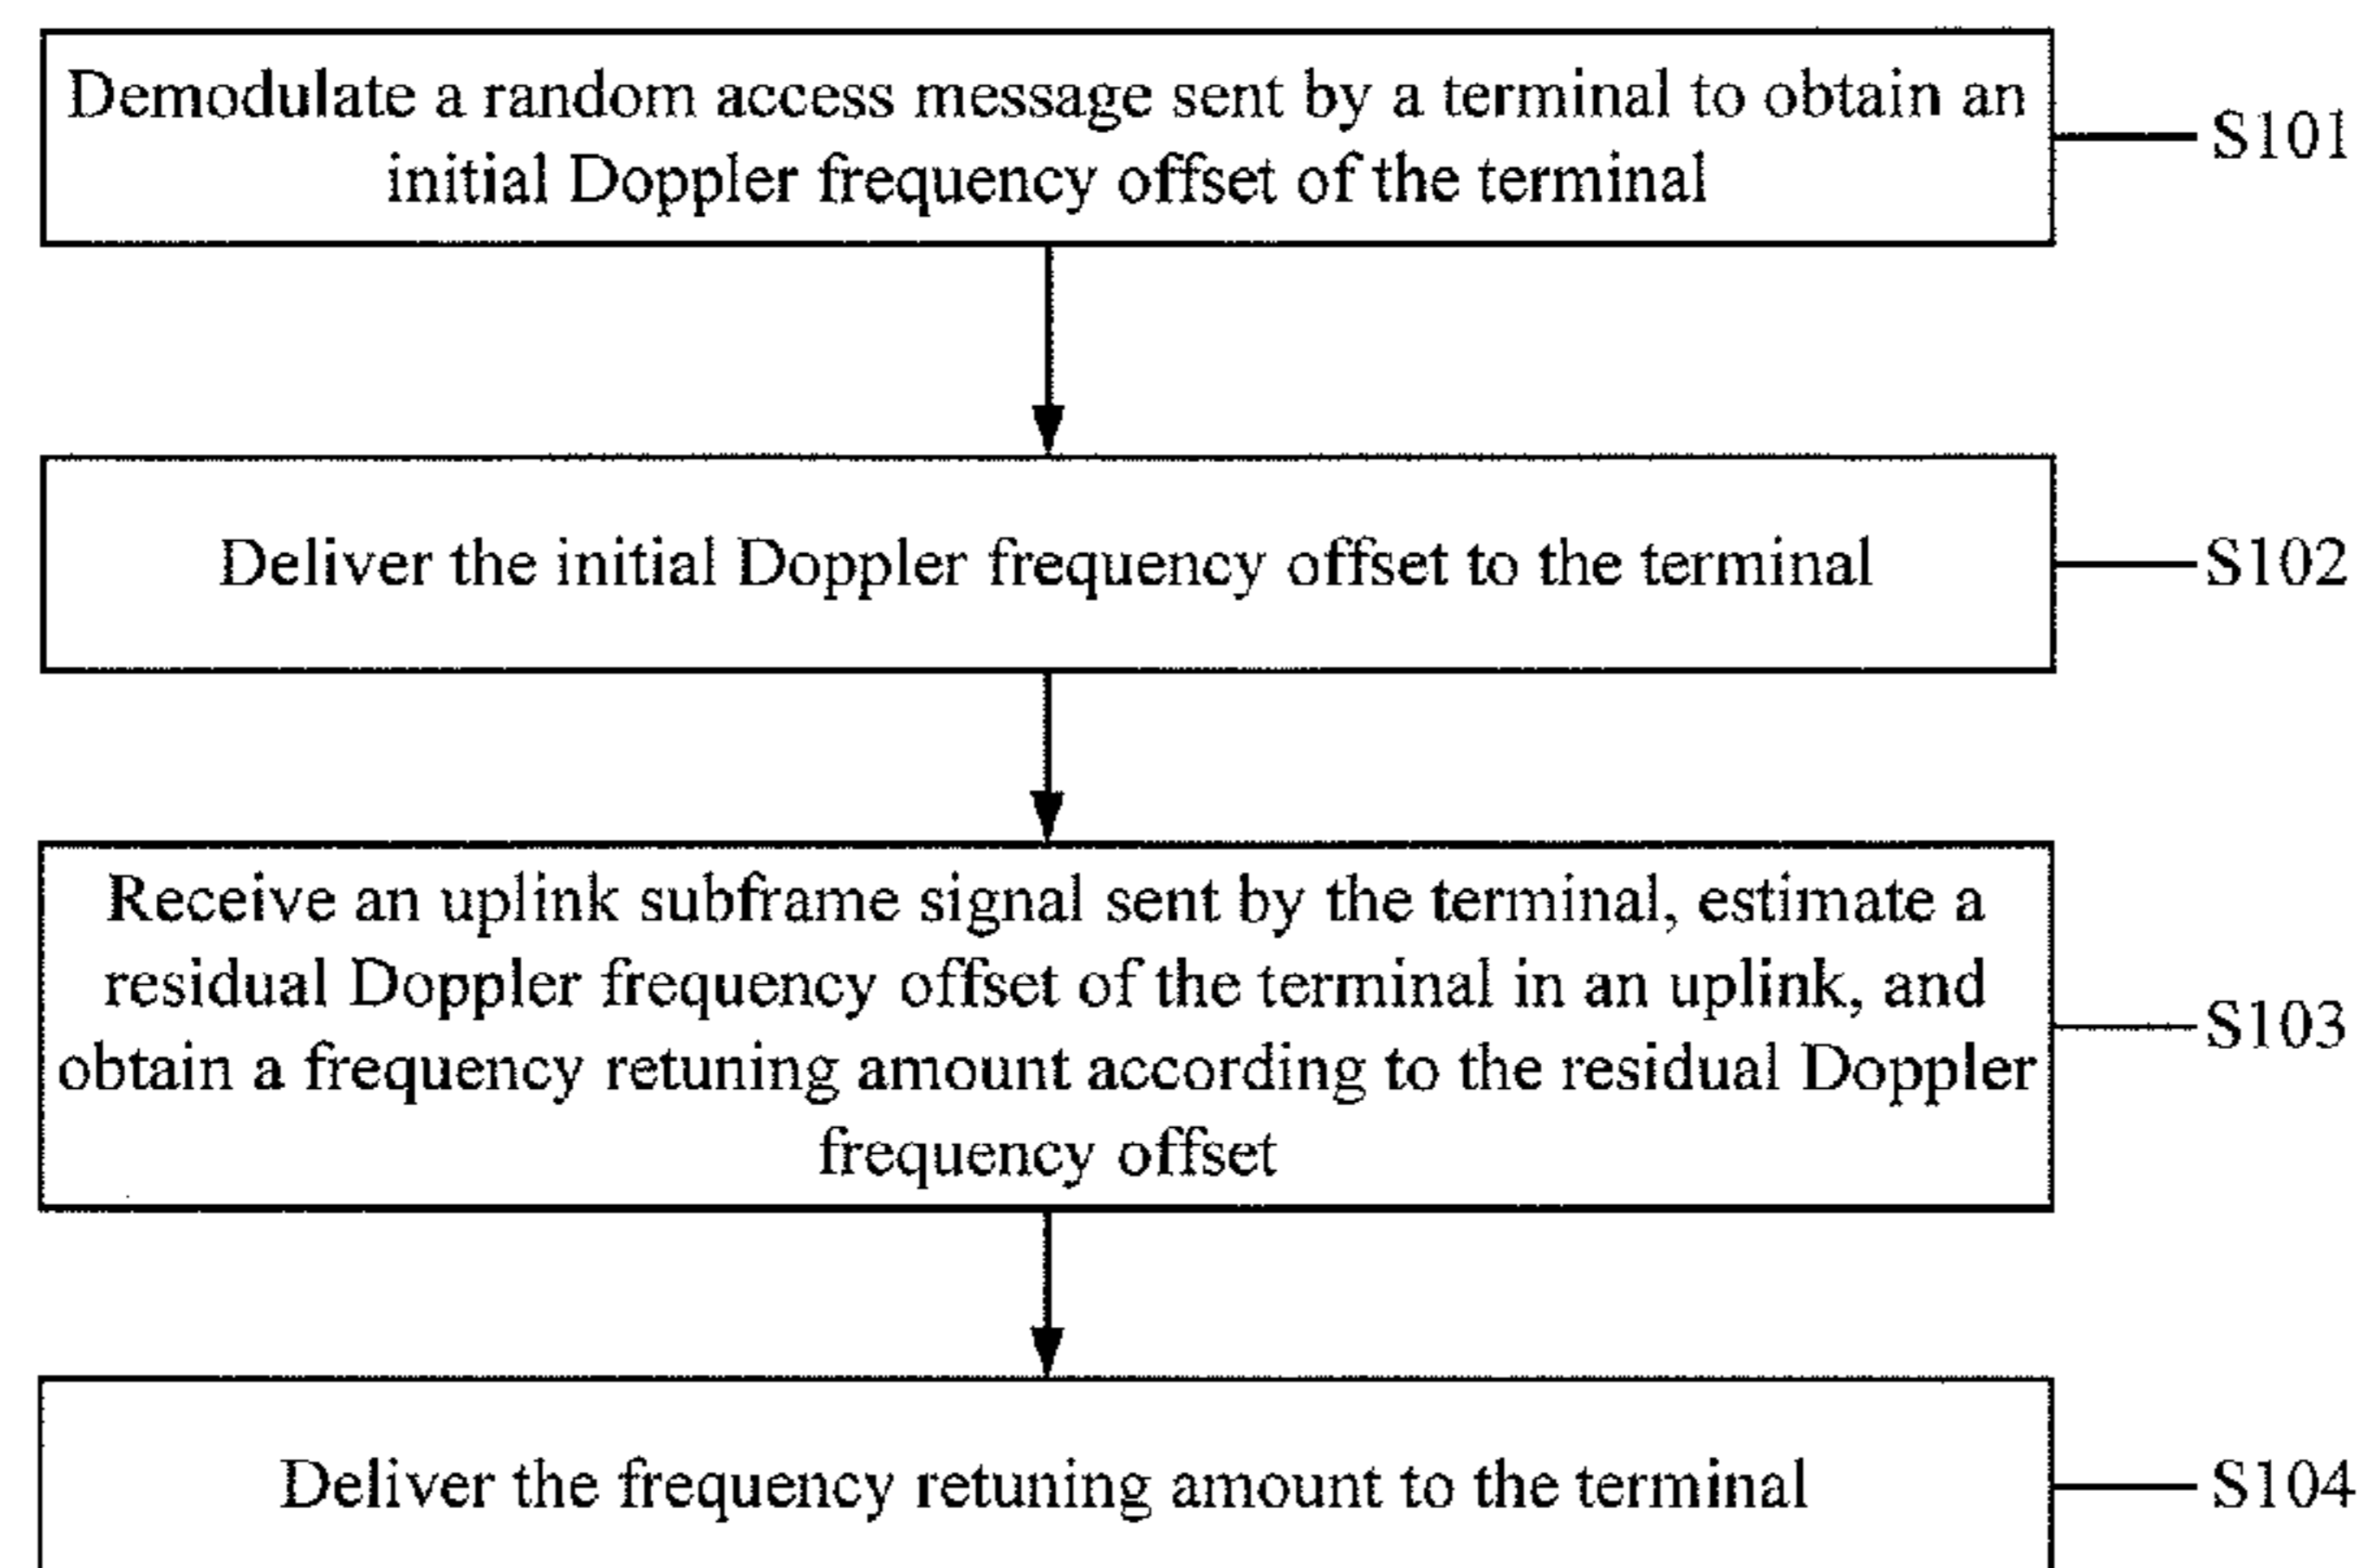 Demodulate a random access message sent by a terminal to obtain an
initial Doppler frequency offset of the terminal
S101
Deliver the initial Doppler frequency offset to the terminal
S102
Receive an uplink subframe signal sent by the terminal, estimate a
residual Doppler frequency offset of the terminal in an uplink, and
obtain a frequency retuning amount according to the residual Doppler
frequency offset
S103
Deliver the frequency retuning amount to the terminal
S104